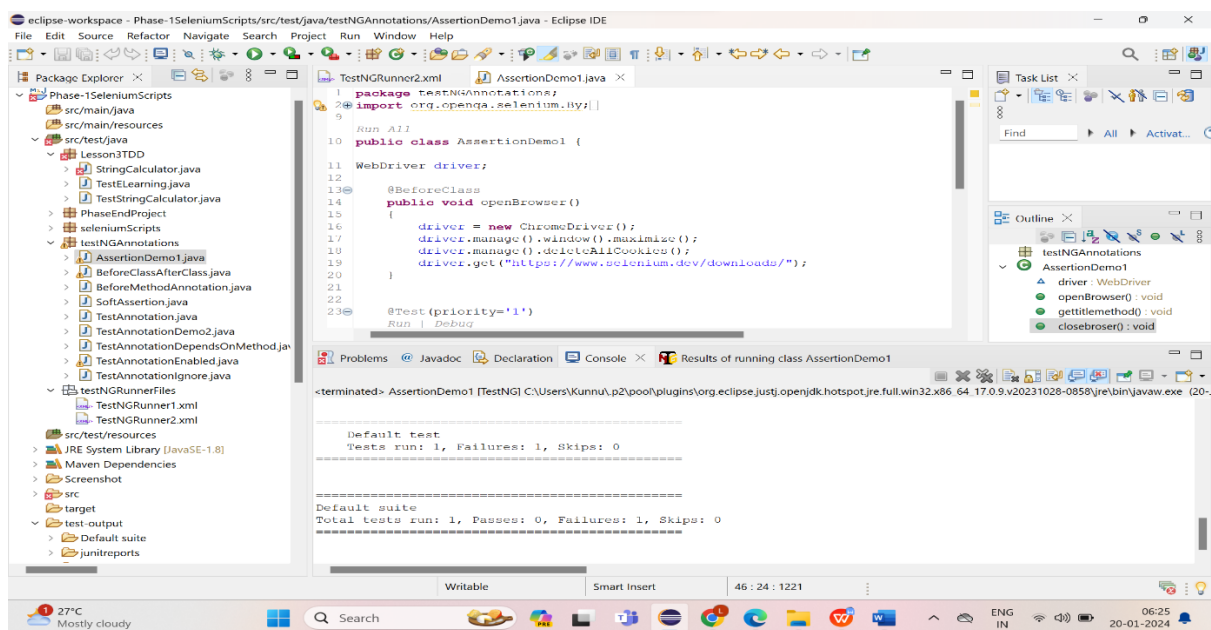 eclipse-workspace - Phase-1SeleniumScripts/src/test/java/testNGAnnotations/AssertionDemo1.java - Eclipse IDE
File Edit Source Refactor Navigate Search Project Run Window Help
Package Explorer
Phase-1SeleniumScripts
src/main/java
src/main/resources
src/test/java
Lesson3TDD
StringCalculator.java
TestELearning.java
TestStringCalculator.java
PhaseEndProject
seleniumScripts
testNGAnnotations
AssertionDemo1.java
BeforeClassAfterClass.java
BeforeMethodAnnotation.java
SoftAssertion.java
TestAnnotation.java
TestAnnotationDemo2.java
TestAnnotationDependsOnMethod.jav
TestAnnotationEnabled.java
TestAnnotationIgnore.java
testNGRunnerFiles
TestNGRunner1.xml
TestNGRunner2.xml
src/test/resources
JRE System Library [JavaSE-1.8]
Maven Dependencies
Screenshot
src
target
test-output
Default suite
junitreports
TestNGRunner2.xml AssertionDemo1.java
1 package testNGAnnotations;
2 import org.openqa.selenium.By;
9
Run All
10 public class AssertionDemo1 {
11 WebDriver driver;
12
13 @BeforeClass
14 public void openBrowser()
15 {
16 driver = new ChromeDriver();
17 driver.manage().window().maximize();
18 driver.manage().deleteAllCookies();
19 driver.get("https://www.selenium.dev/downloads/");
20 }
21
22
23 @Test(priority='1')
Run | Debug
Task List
Find All Activat...
Outline
testNGAnnotations
AssertionDemo1
driver : WebDriver
openBrowser() : void
gettitlemethod() : void
closebroser() : void
Problems Javadoc Declaration Console Results of running class AssertionDemo1
<terminated> AssertionDemo1 [TestNG] C:\Users\Kunnu\.p2\pool\plugins\org.eclipse.justj.openjdk.hotspot.jre.full.win32.x86_64_17.0.9.v20231028-0858\jre\bin\javaw.exe (20-
===============================================
Default test
Tests run: 1, Failures: 1, Skips: 0
===============================================
===============================================
Default suite
Total tests run: 1, Passes: 0, Failures: 1, Skips: 0
===============================================
Writable Smart Insert 46 : 24 : 1221
1
27°C
Mostly cloudy
Search
PRE
ENG
IN
06:25
20-01-2024